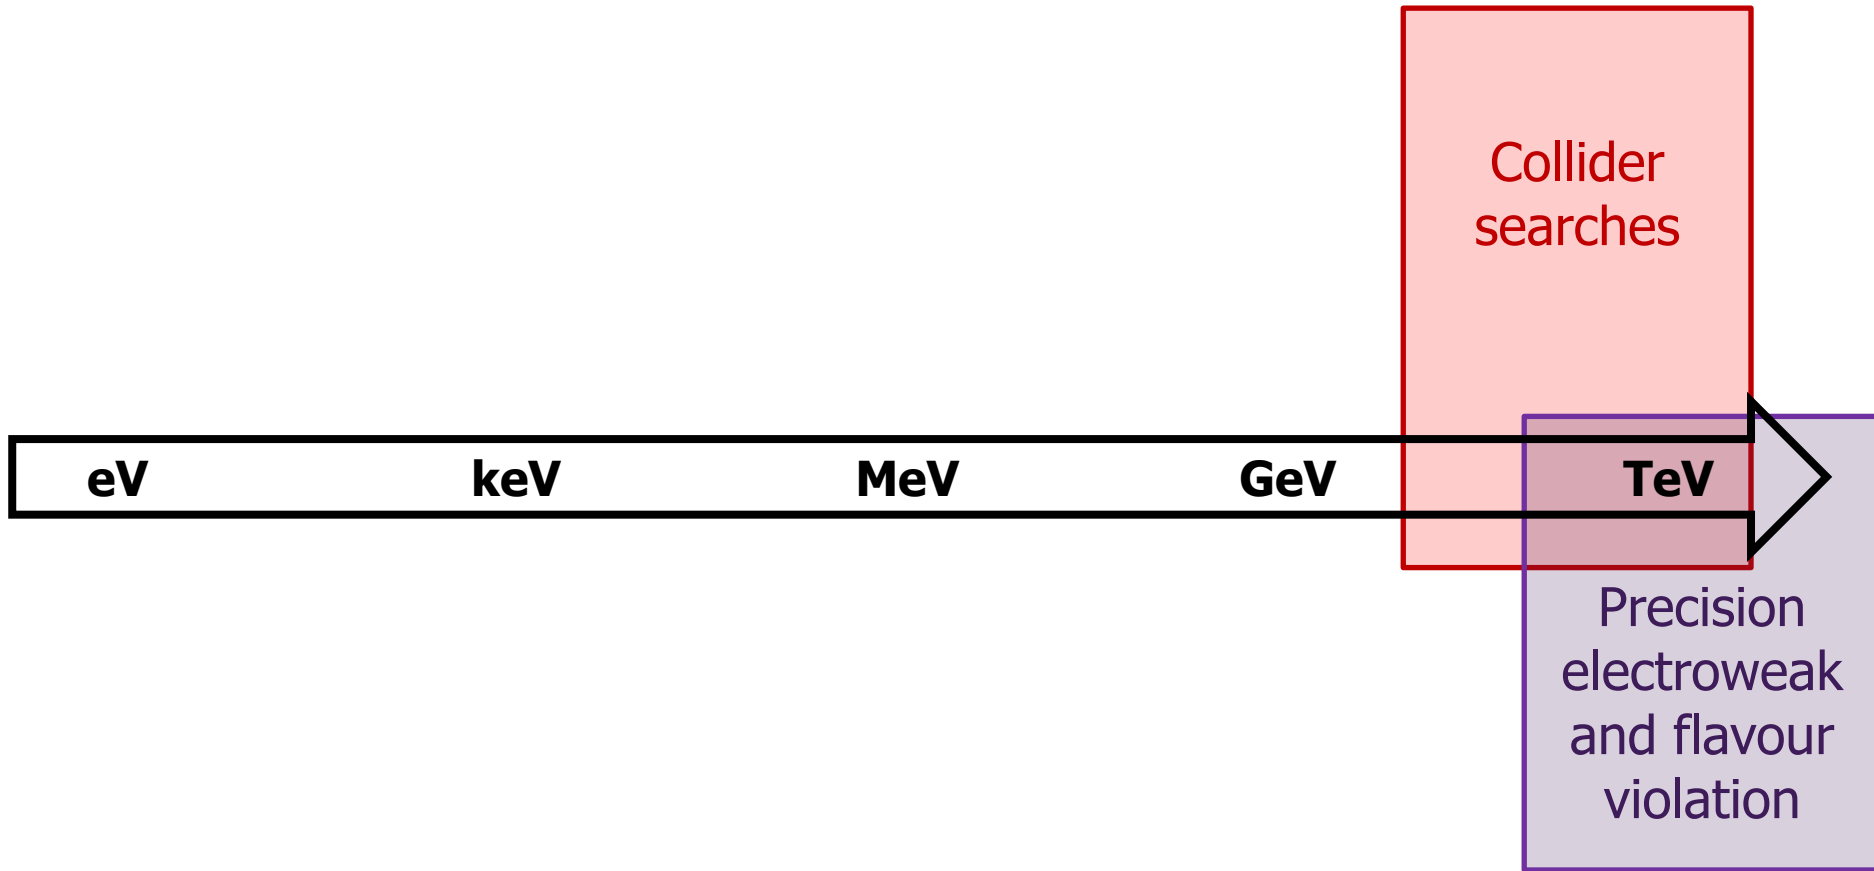 Collider
searches
eV keV MeV GeV TeV
Precision
electroweak
and flavour
violation